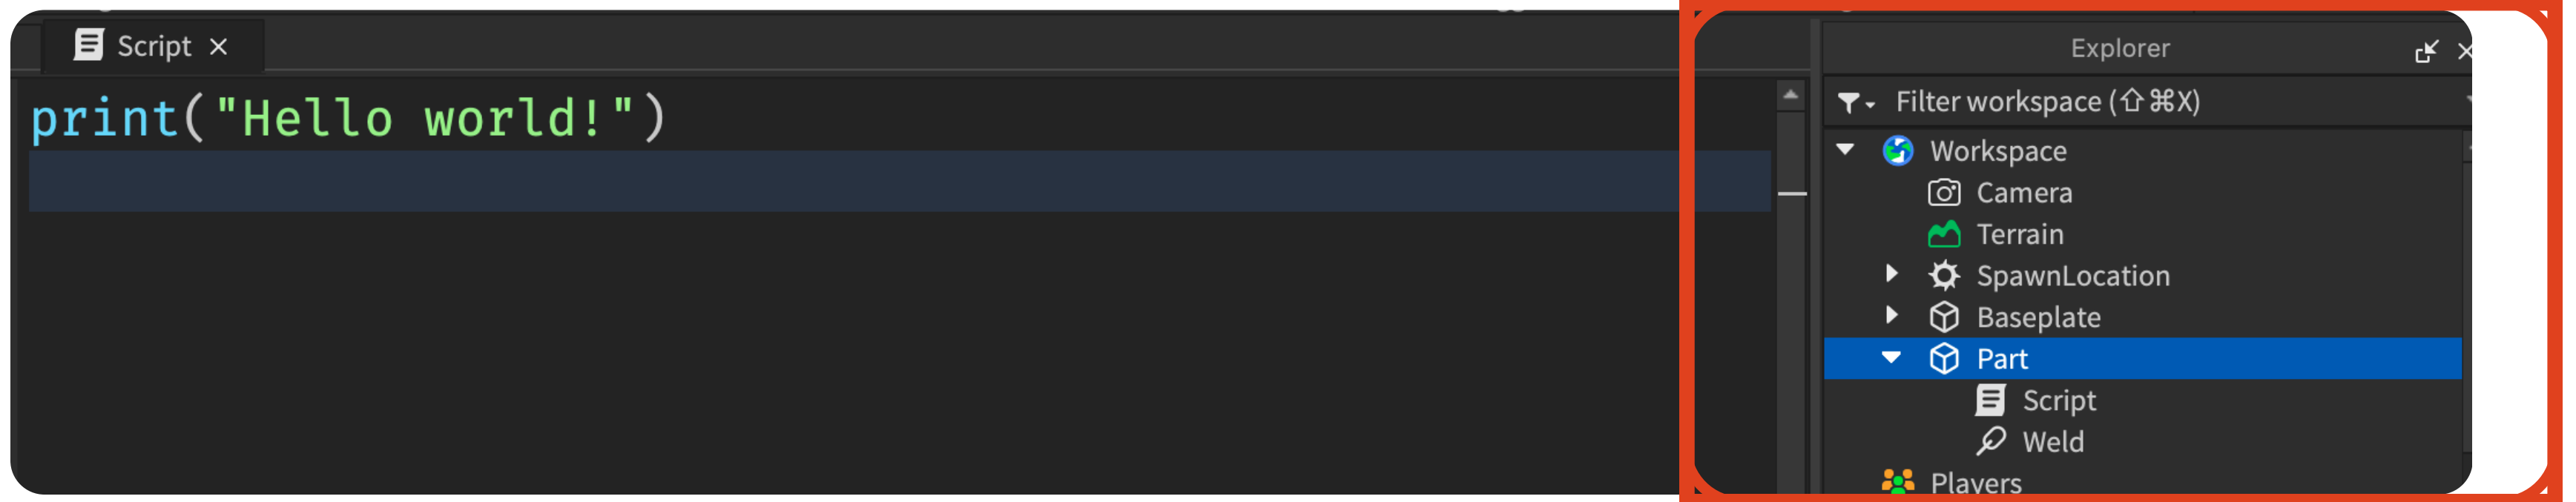 Script
print("Hello world!")
Explorer
Filter workspace (⇧⌘X)
Workspace
Camera
Terrain
SpawnLocation
Baseplate
Part
Script
Weld
Players